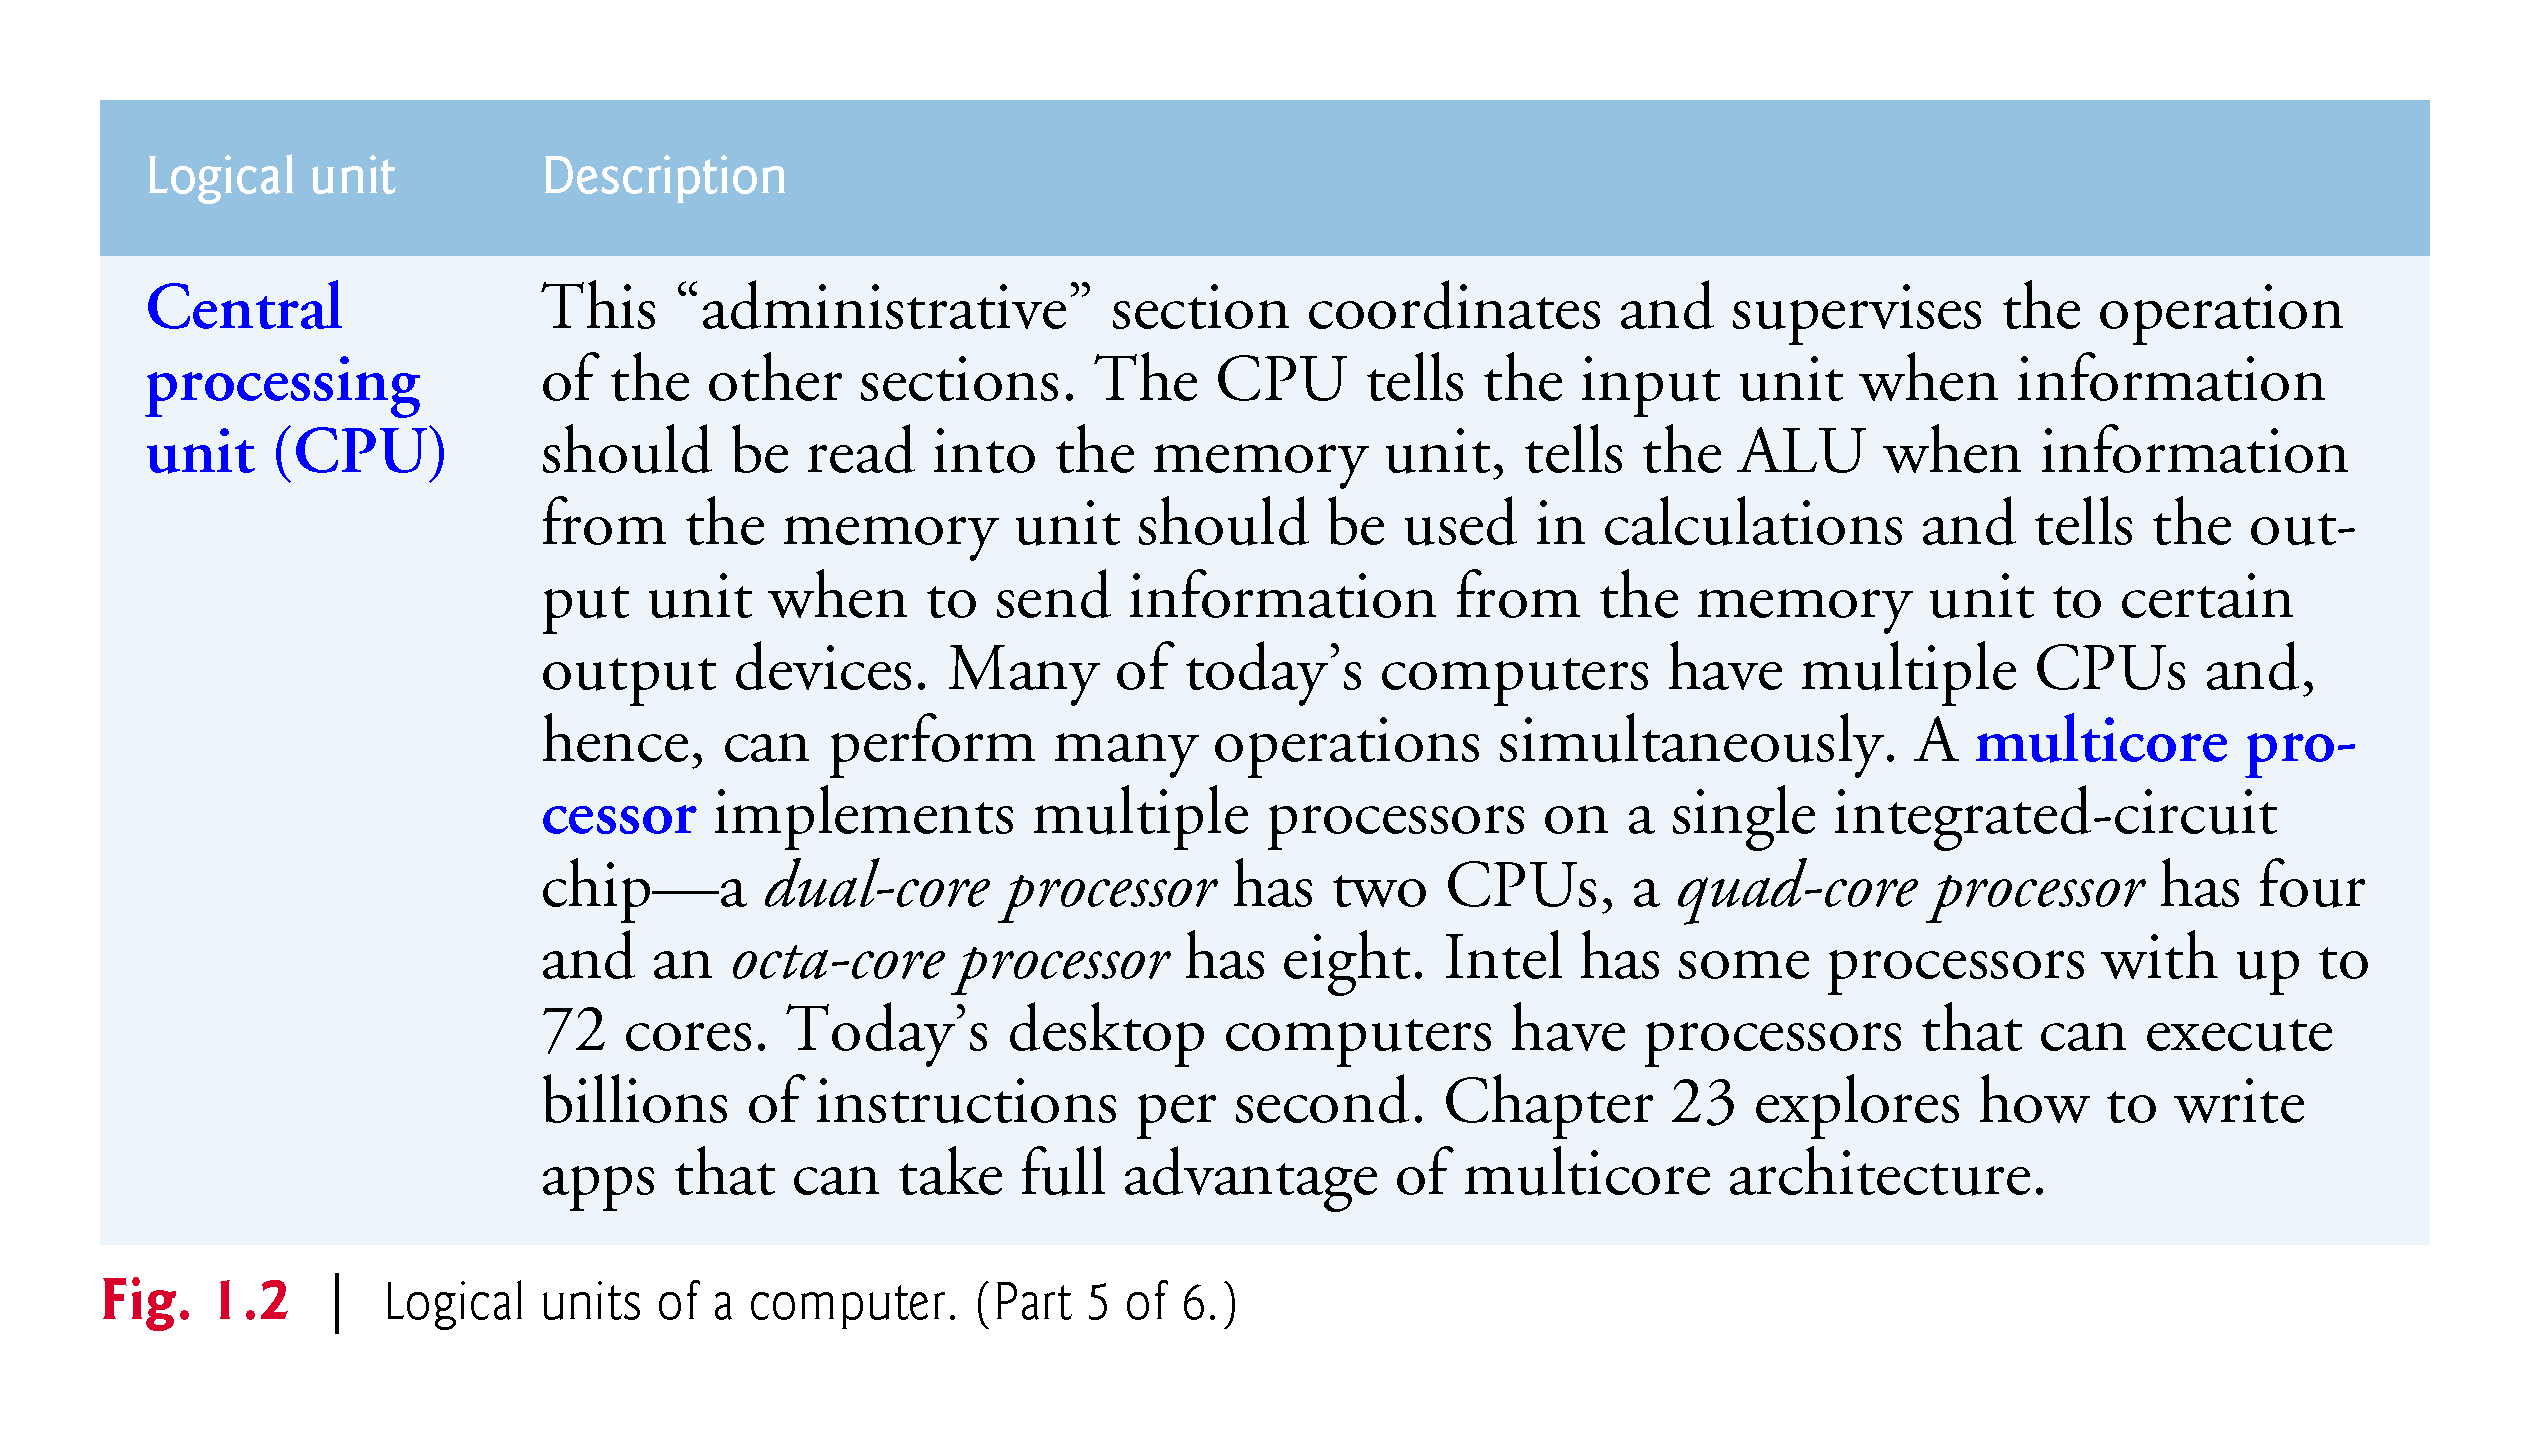 Logical unit Description
Central This “administrative” section coordinates and supervises the operation
processing of the other sections. The CPU tells the input unit when information
unit (CPU) should be read into the memory unit, tells the ALU when information
from the memory unit should be used in calculations and tells the out-
put unit when to send information from the memory unit to certain
output devices. Many of today’s computers have multiple CPUs and,
hence, can perform many operations simultaneously. A multicore pro-
cessor implements multiple processors on a single integrated-circuit
chip—a dual-core processor has two CPUs, a quad-core processor has four
and an octa-core processor has eight. Intel has some processors with up to
72 cores. Today’s desktop computers have processors that can execute
billions of instructions per second. Chapter 23 explores how to write
apps that can take full advantage of multicore architecture.
Fig. 1.2 | Logical units of a computer. (Part 5 of 6.)